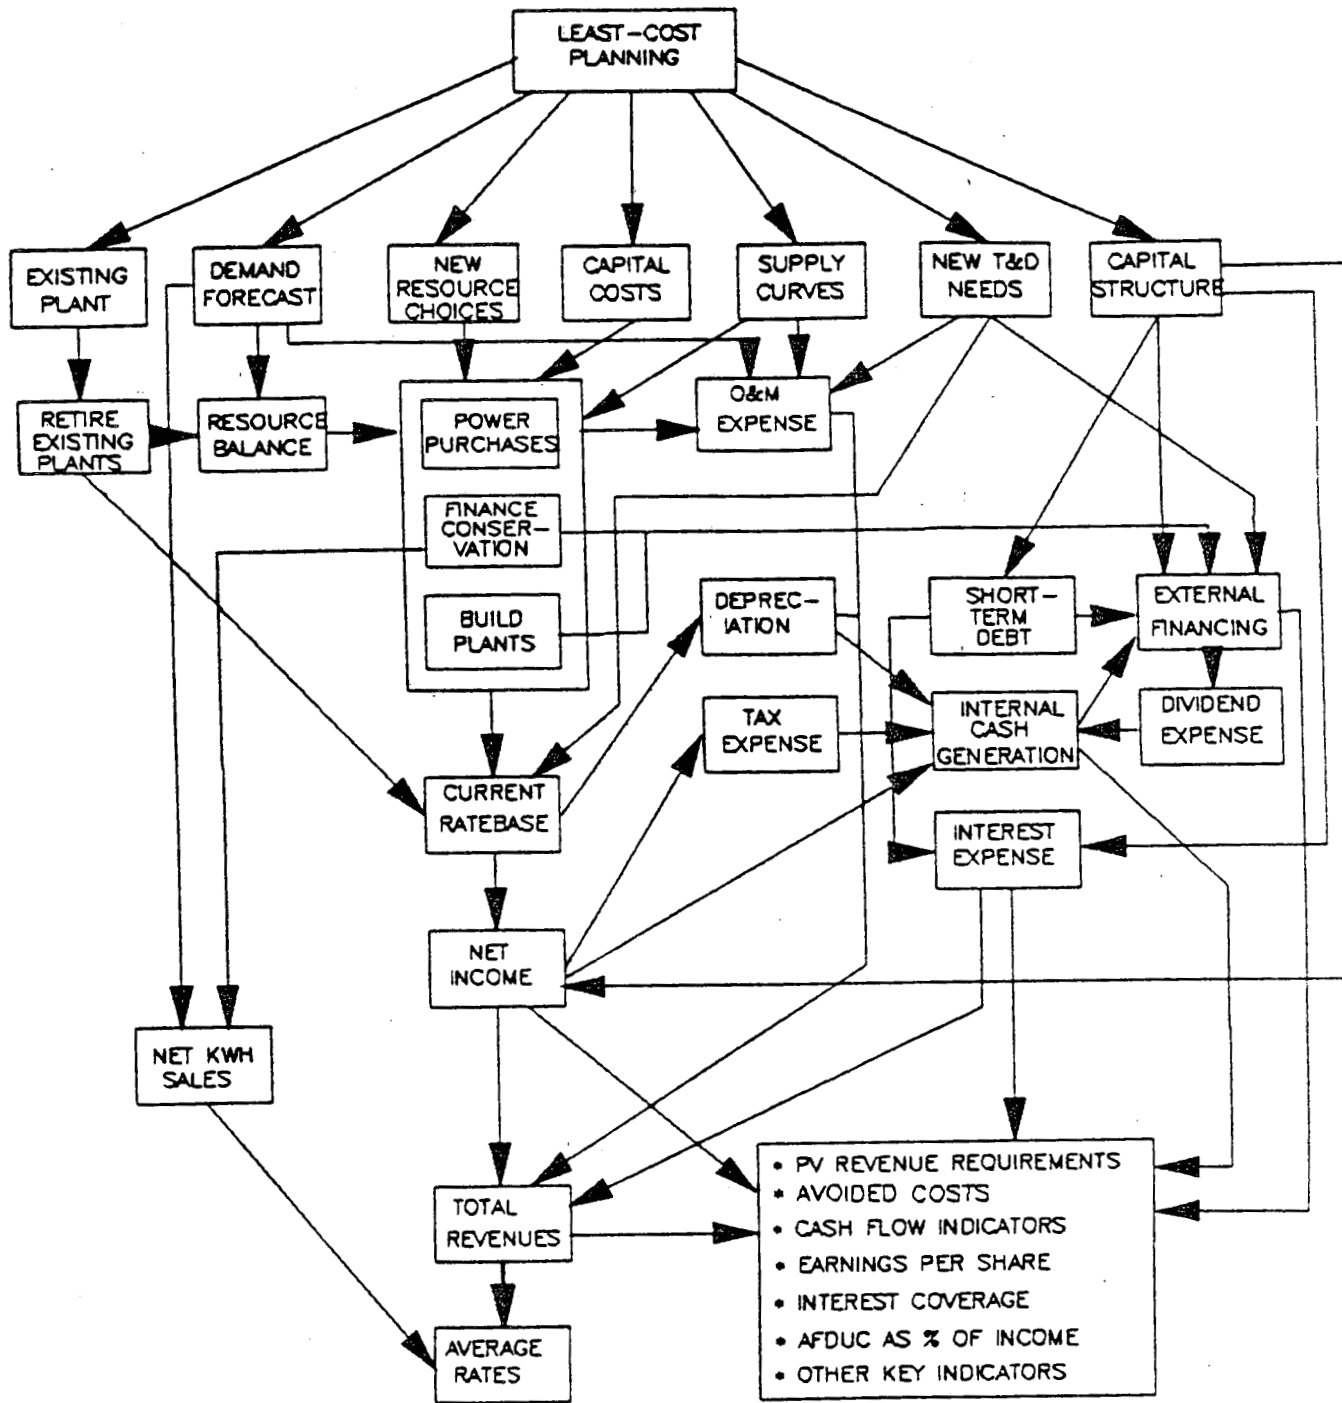 LEAST-COST
PLANNING
EXISTING
PLANT
DEMAND
FORECAST
NEW
RESOURCE
CHOICES
CAPITAL
COSTS
SUPPLY
CURVES
NEW T&D
NEEDS
CAPITAL
STRUCTURE
RETIRE
EXISTING
PLANTS
RESOURCE
BALANCE
POWER
PURCHASES
O&M
EXPENSE
FINANCE
CONSER-
VATION
BUILD
PLANTS
DEPREC-
IATION
SHORT-
TERM
DEBT
EXTERNAL
FINANCING
TAX
EXPENSE
INTERNAL
CASH
GENERATION
DIVIDEND
EXPENSE
CURRENT
RATEBASE
INTEREST
EXPENSE
NET
INCOME
NET KWH
SALES
TOTAL
REVENUES
* PV REVENUE REQUIREMENTS
* AVOIDED COSTS
* CASH FLOW INDICATORS
* EARNINGS PER SHARE
* INTEREST COVERAGE
* AFDUC AS % OF INCOME
* OTHER KEY INDICATORS
AVERAGE
RATES